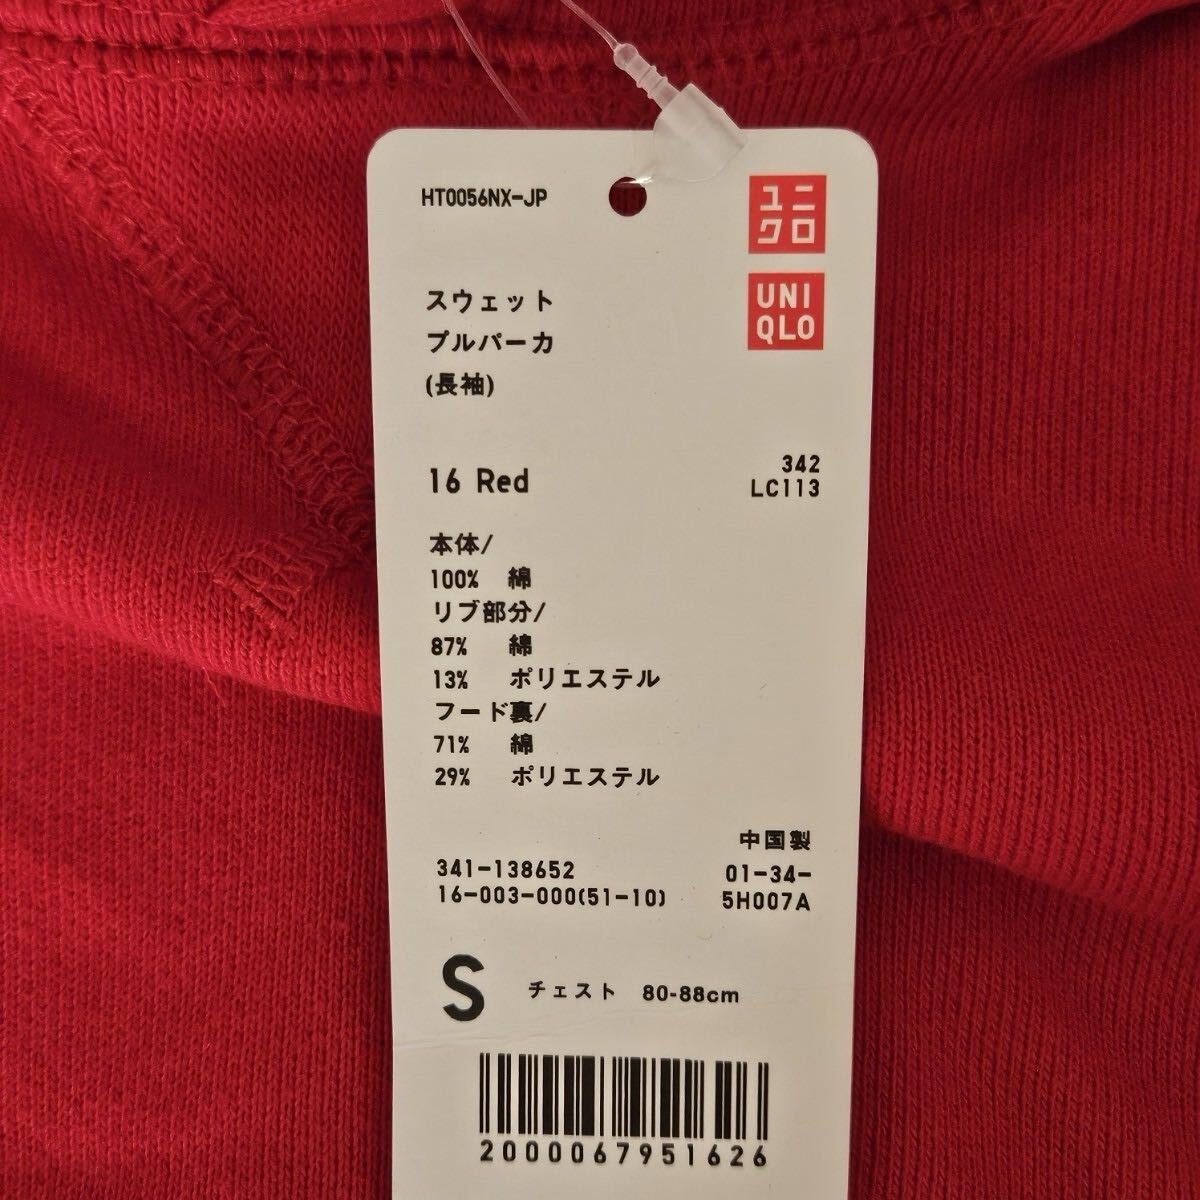 HT0056NX-JP
ユニ
クロ
UNI
QLO
スウェット
プルパーカ
(長袖)
16 Red
342
LC113
本体/
100% 綿
リブ部分/
87% 綿
13% ポリエステル
フード裏/
71% 綿
29% ポリエステル
中国製
341-138652
01-34-
16-003-000(51-10)
5H007A
S チェスト 80-88cm
2000067951626